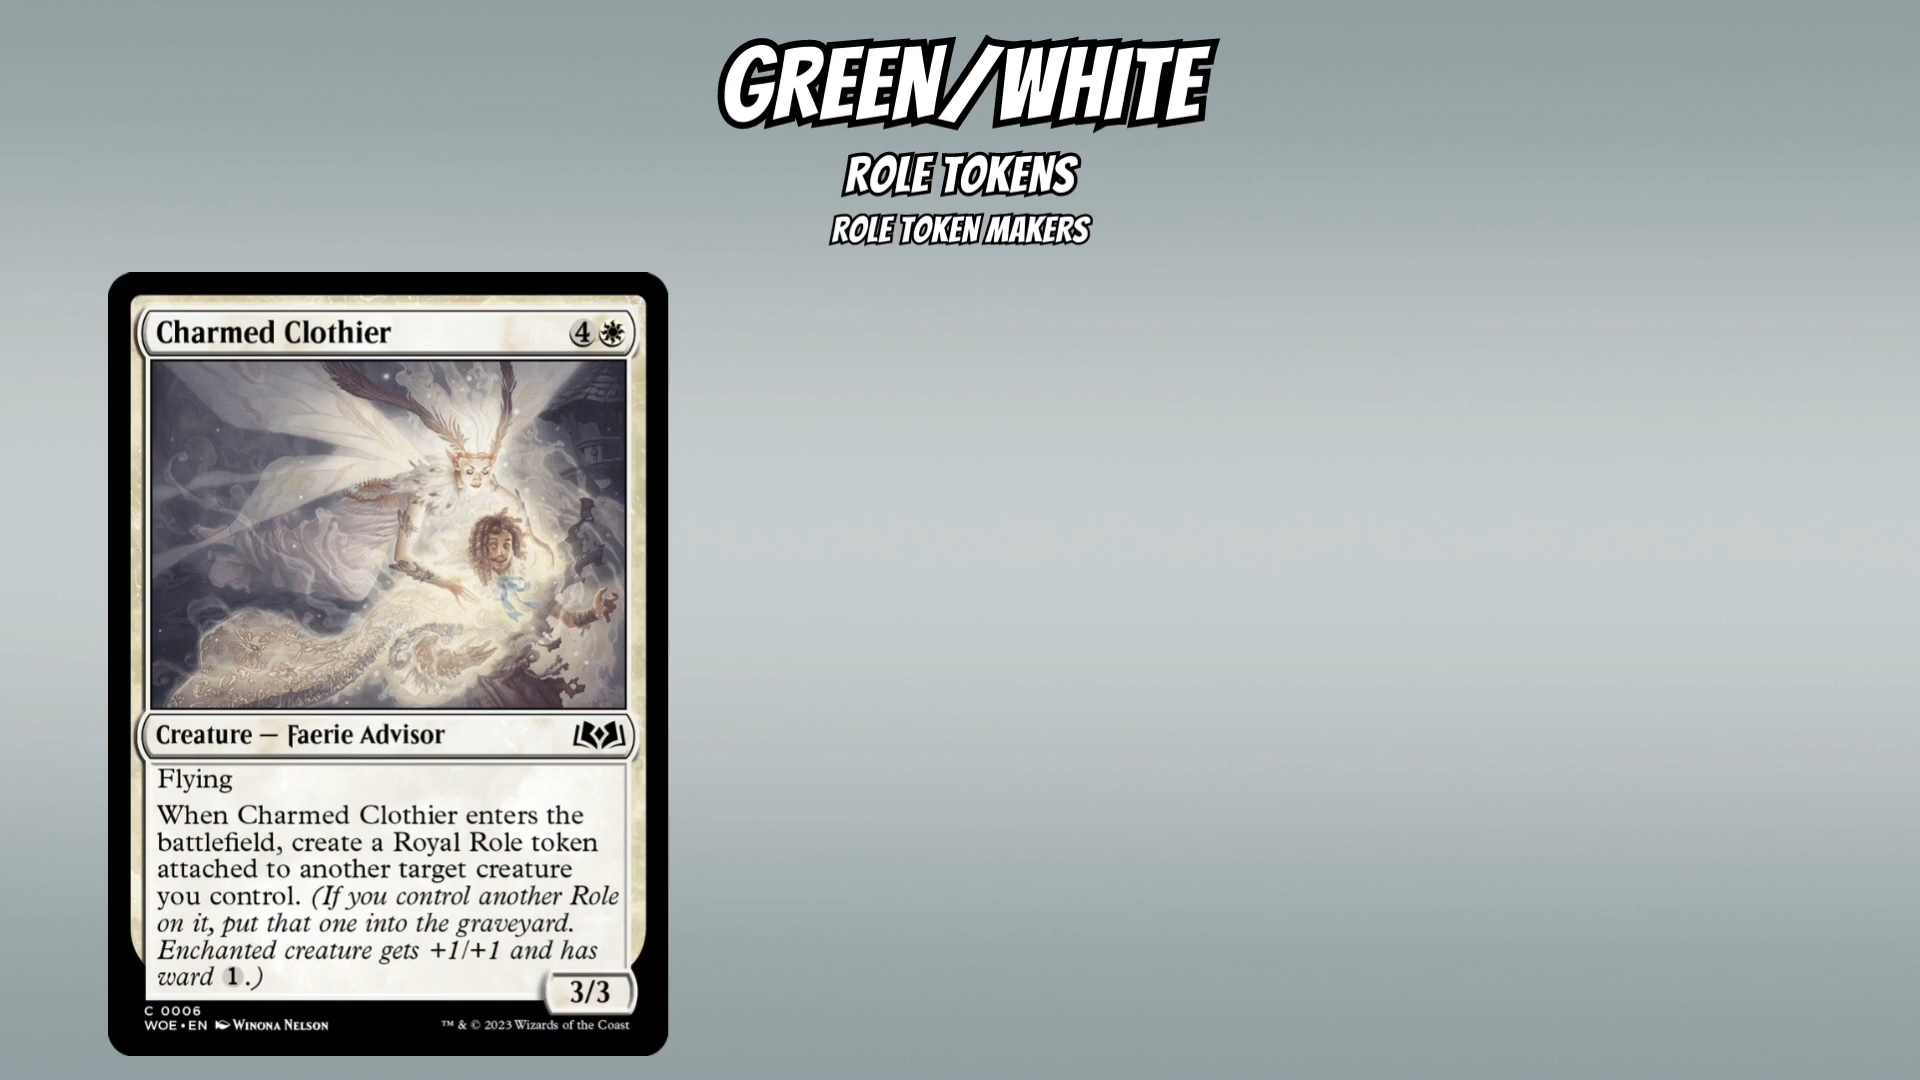 GREEN/WHITE
ROLE TOKENS
ROLE TOKEN MAKERS
Charmed Clothier 4
Creature — Faerie Advisor
Flying
When Charmed Clothier enters the
battlefield, create a Royal Role token
attached to another target creature
you control. (If you control another Role
on it, put that one into the graveyard.
Enchanted creature gets +1/+1 and has
ward 1.)
3/3
C 0006
WOE • EN Winona Nelson
™ & © 2023 Wizards of the Coast